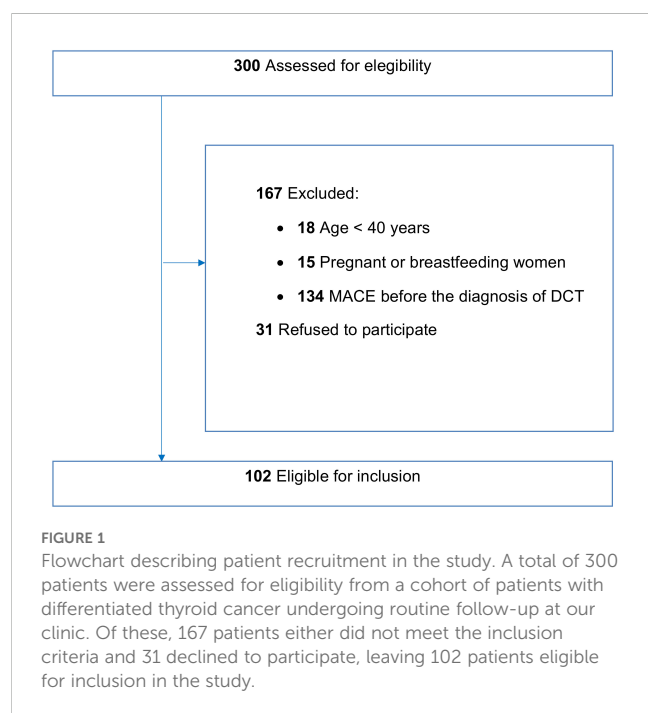 300 Assessed for elegibility
167 Excluded:
• 18 Age < 40 years
• 15 Pregnant or breastfeeding women
• 134 MACE before the diagnosis of DCT
31 Refused to participate
102 Eligible for inclusion
FIGURE 1
Flowchart describing patient recruitment in the study. A total of 300
patients were assessed for eligibility from a cohort of patients with
differentiated thyroid cancer undergoing routine follow-up at our
clinic. Of these, 167 patients either did not meet the inclusion
criteria and 31 declined to participate, leaving 102 patients eligible
for inclusion in the study.